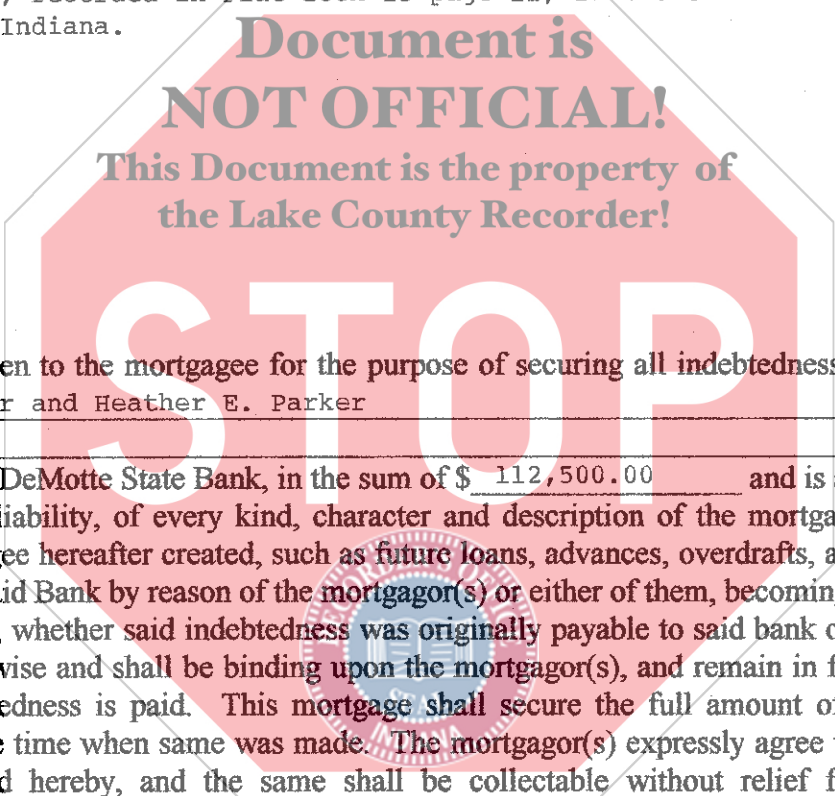 Indiana.
Document is
NOT OFFICIAL!
This Document is the property of
the Lake County Recorder!
STOP
en to the mortgagee for the purpose of securing all indebtedness
r and Heather E. Parker
DeMotte State Bank, in the sum of $ 112,500.00 and is
liability, of every kind, character and description of the mortga
ee hereafter created, such as future loans, advances, overdrafts, a
id Bank by reason of the mortgagor(s) or either of them, becomin
, whether said indebtedness was originally payable to said bank o
wise and shall be binding upon the mortgagor(s), and remain in f
edness is paid. This mortgage shall secure the full amount of
e time when same was made. The mortgagor(s) expressly agree
d hereby, and the same shall be collectable without relief f
SEAL
INDIANA